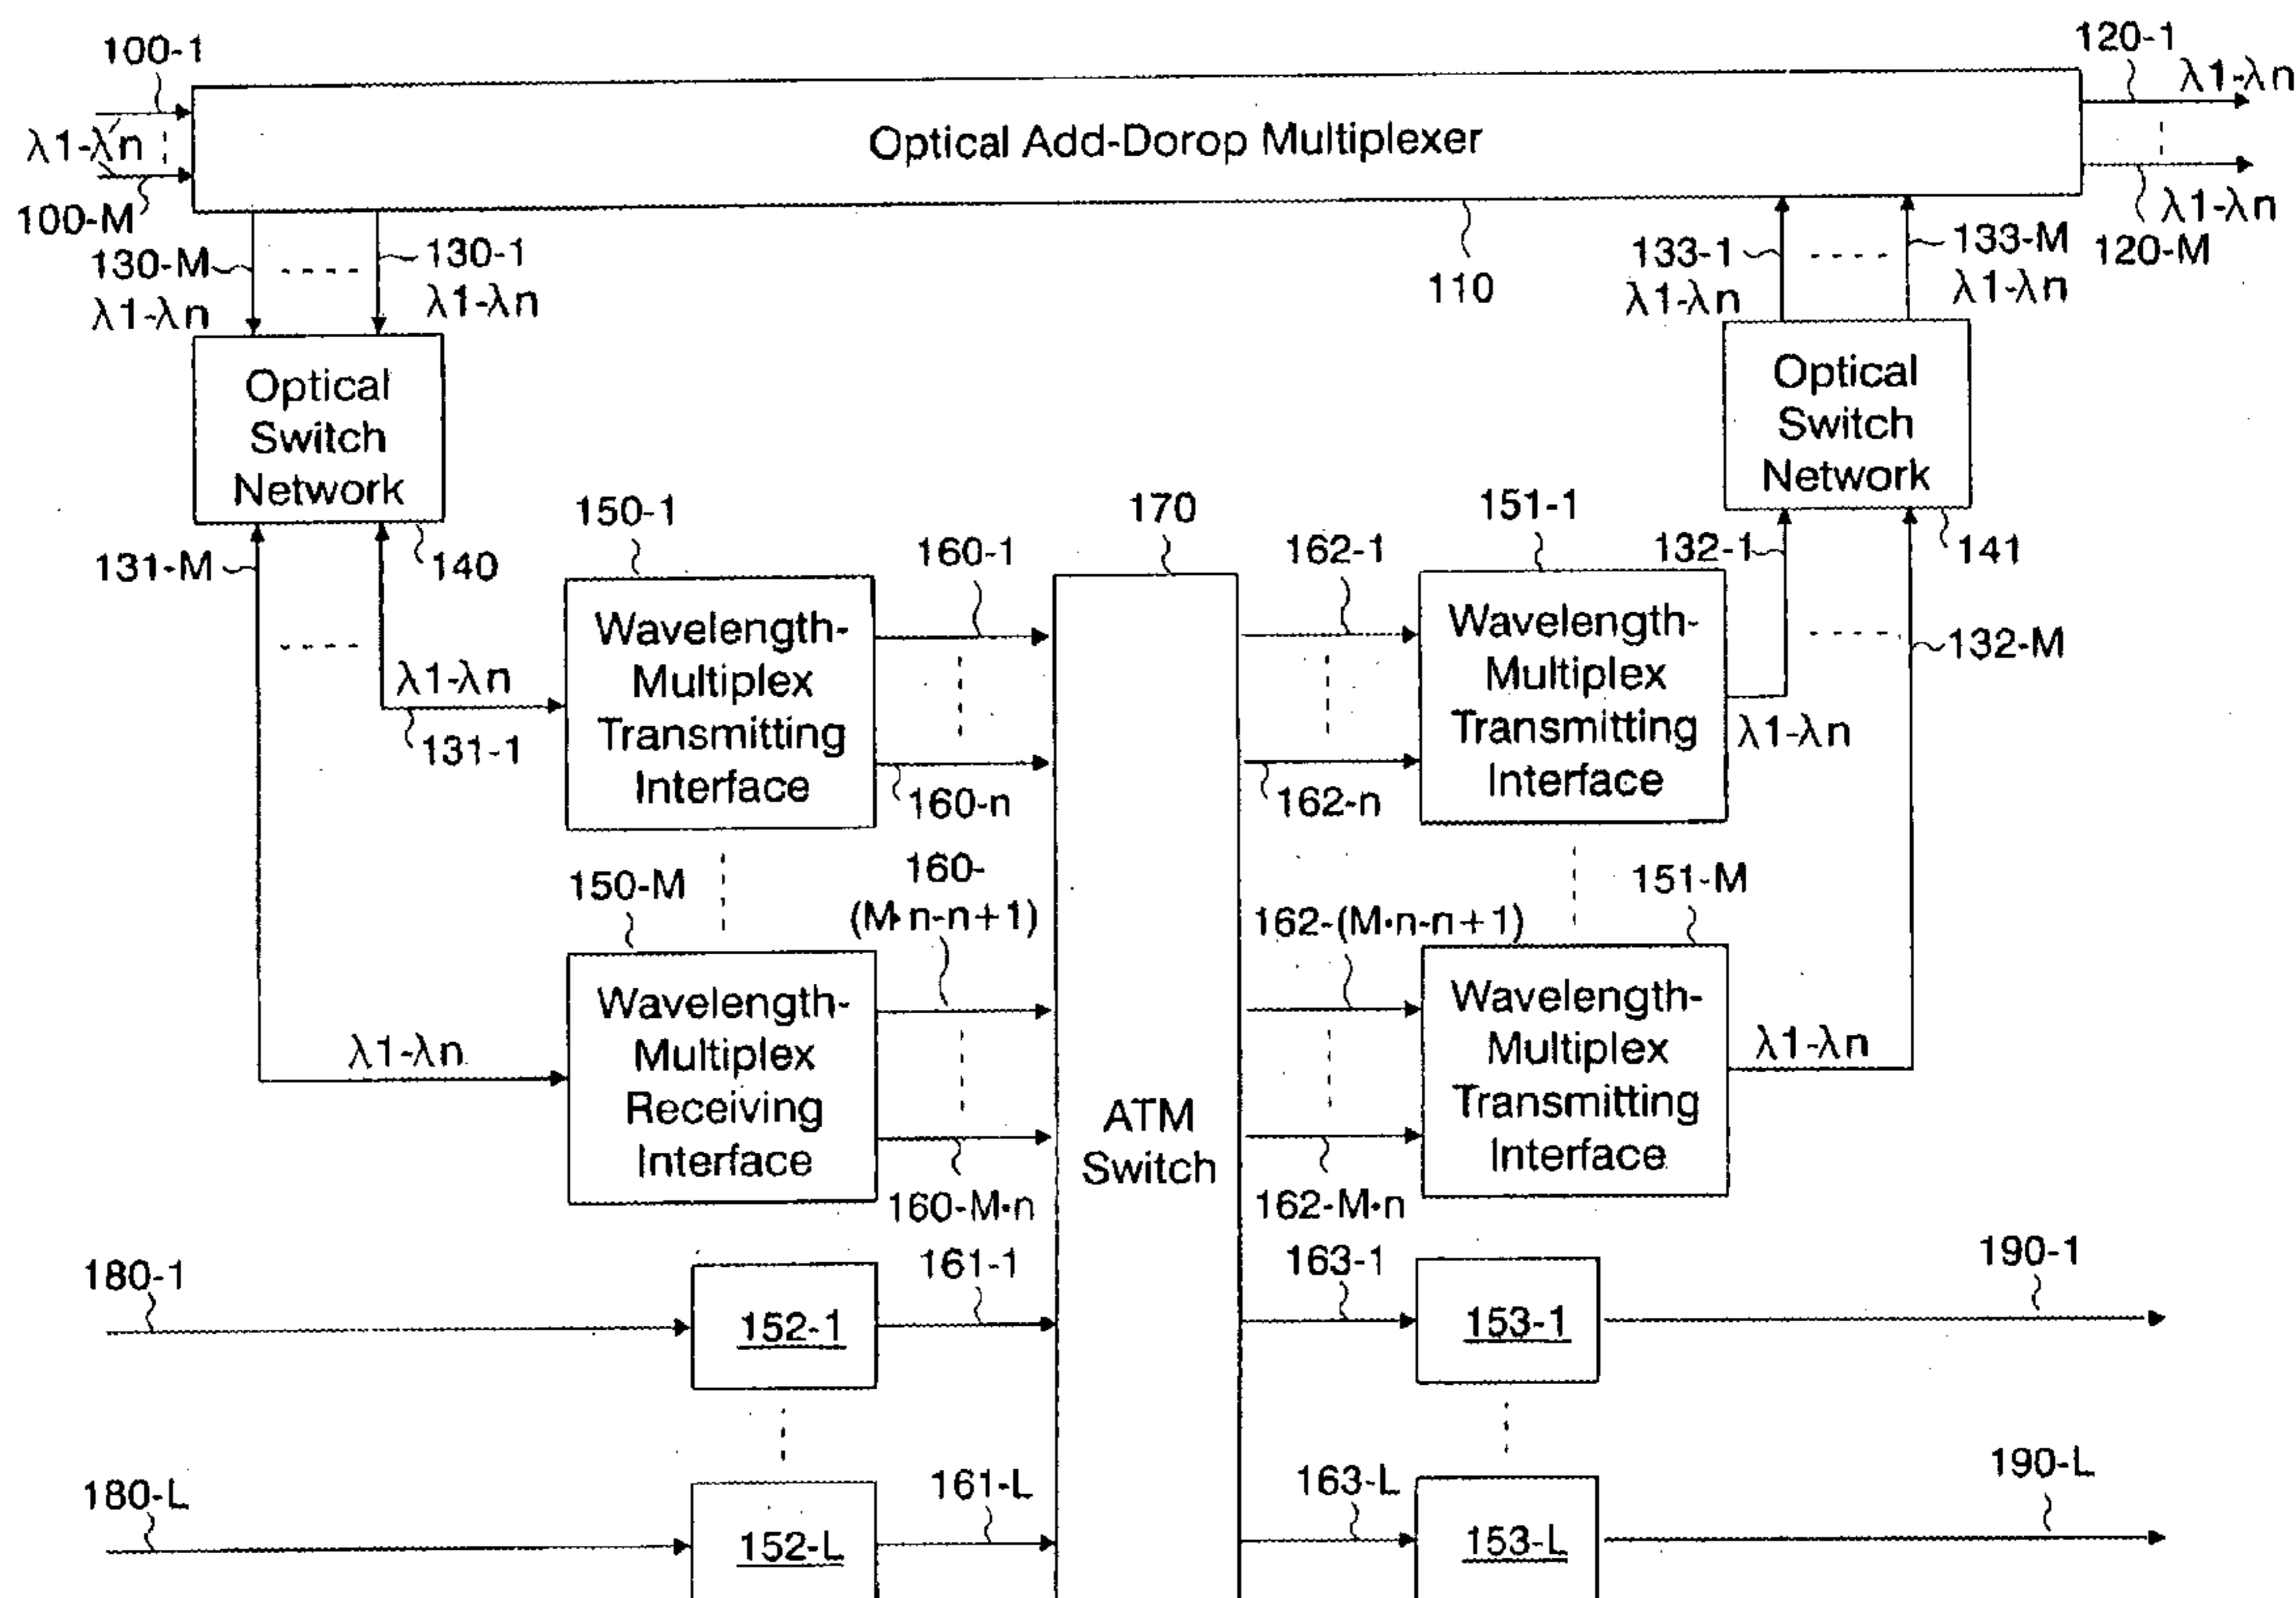 100-1
120-1
λ1-λn
λ1-λn
Optical Add-Dorop Multiplexer
100-M
λ1-λn
120-M
130-M
λ1-λn
130-1
λ1-λn
110
133-1
λ1-λn
133-M
λ1-λn
Optical
Switch
Network
Optical
Switch
Network
131-M
140
150-1
160-1
170
162-1
151-1
132-1
141
132-M
λ1-λn
131-1
Wavelength-
Multiplex
Transmitting
Interface
160-n
162-n
Wavelength-
Multiplex
Transmitting
Interface
λ1-λn
150-M
160-
(M·n-n+1)
162-(M·n-n+1)
151-M
λ1-λn
Wavelength-
Multiplex
Receiving
Interface
160-M·n
ATM
Switch
162-M·n
Wavelength-
Multiplex
Transmitting
Interface
λ1-λn
180-1
152-1
161-1
163-1
153-1
190-1
180-L
152-L
161-L
163-L
153-L
190-L